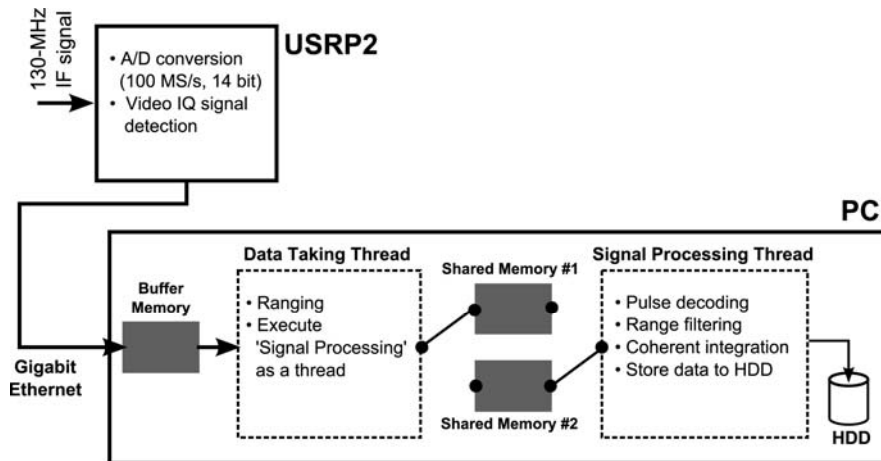 130-MHz
IF signal
USRP2
• A/D conversion
(100 MS/s, 14 bit)
• Video IQ signal
detection
PC
Data Taking Thread
Shared Memory #1
Signal Processing Thread
Buffer
Memory
• Ranging
• Execute
'Signal Processing'
as a thread
• Pulse decoding
• Range filtering
• Coherent integration
• Store data to HDD
Gigabit
Ethernet
Shared Memory #2
HDD